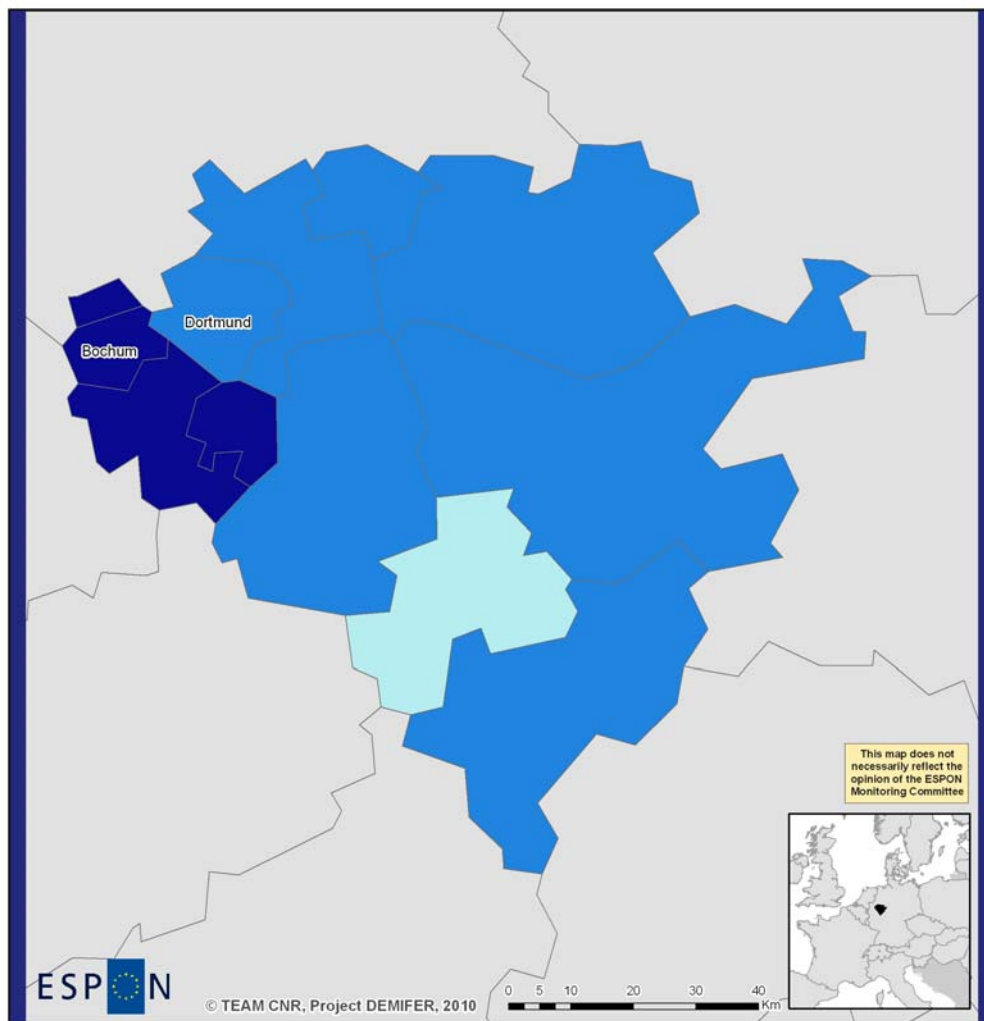 Dortmund
Bochum
This map does not
necessarily reflect the
opinion of the ESPON
Monitoring Committee
ESPON
© TEAM CNR, Project DEMIFER, 2010
0 5 10 20 30 40
Km